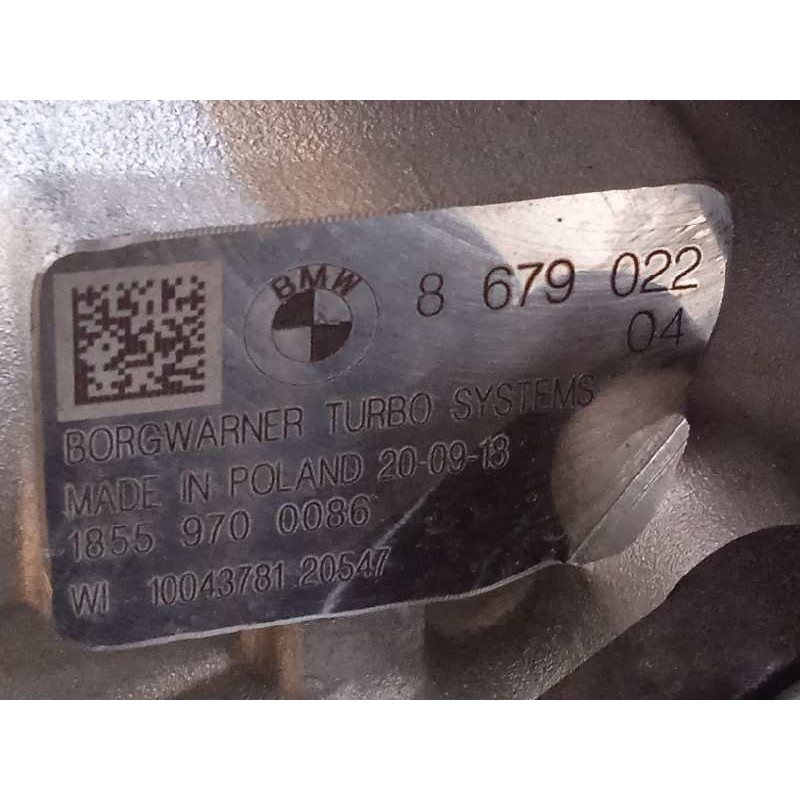 BMW
8 679 022
04
BORGWARNER TURBO SYSTEMS
MADE IN POLAND 20-09-13
1855 970 0086
WI 10043781 20547